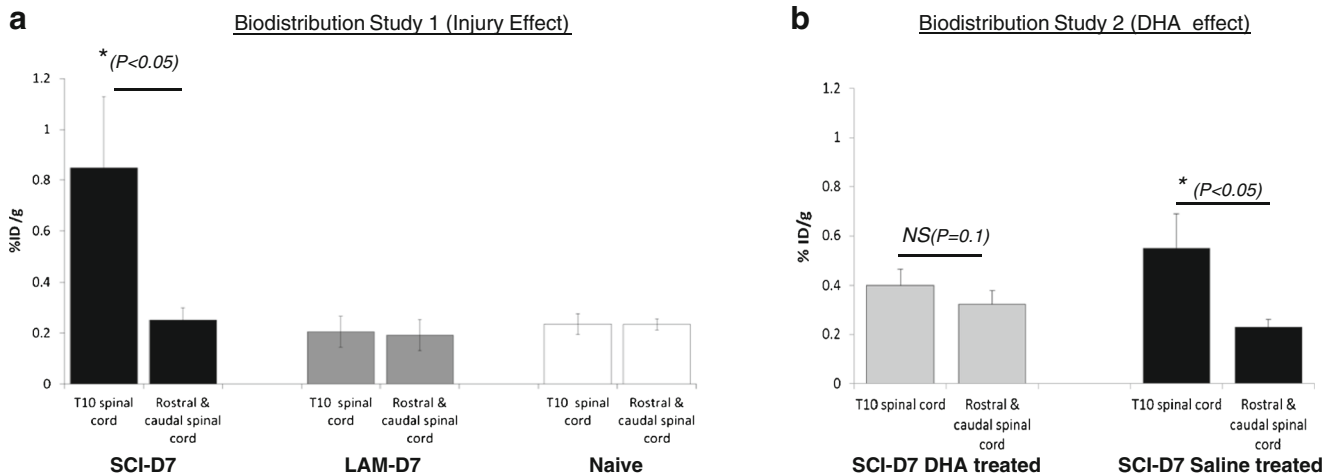 a
Biodistribution Study 1 (Injury Effect)
* (P<0.05)
1.2
1
0.8
0.6
0.4
0.2
0
%ID /g
T10 spinal
cord
Rostral &
caudal spinal
cord
T10 spinal
cord
Rostral &
caudal spinal
cord
T10 spinal
cord
Rostral &
caudal spinal
cord
SCI-D7
LAM-D7
Naive
b
Biodistribution Study 2 (DHA effect)
1.2
1
0.8
0.6
0.4
0.2
0
% ID/g
NS(P=0.1)
* (P<0.05)
T10 spinal cord
Rostral &
caudal spinal
cord
T10 spinal cord
Rostral &
caudal spinal cord
SCI-D7 DHA treated
SCI-D7 Saline treated